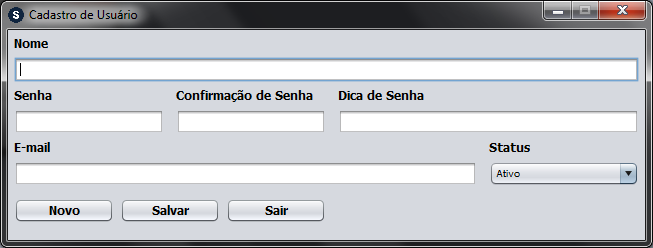 S Cadastro de Usuário
Nome
Senha Confirmação de Senha Dica de Senha
E-mail Status
Ativo
Novo Salvar Sair